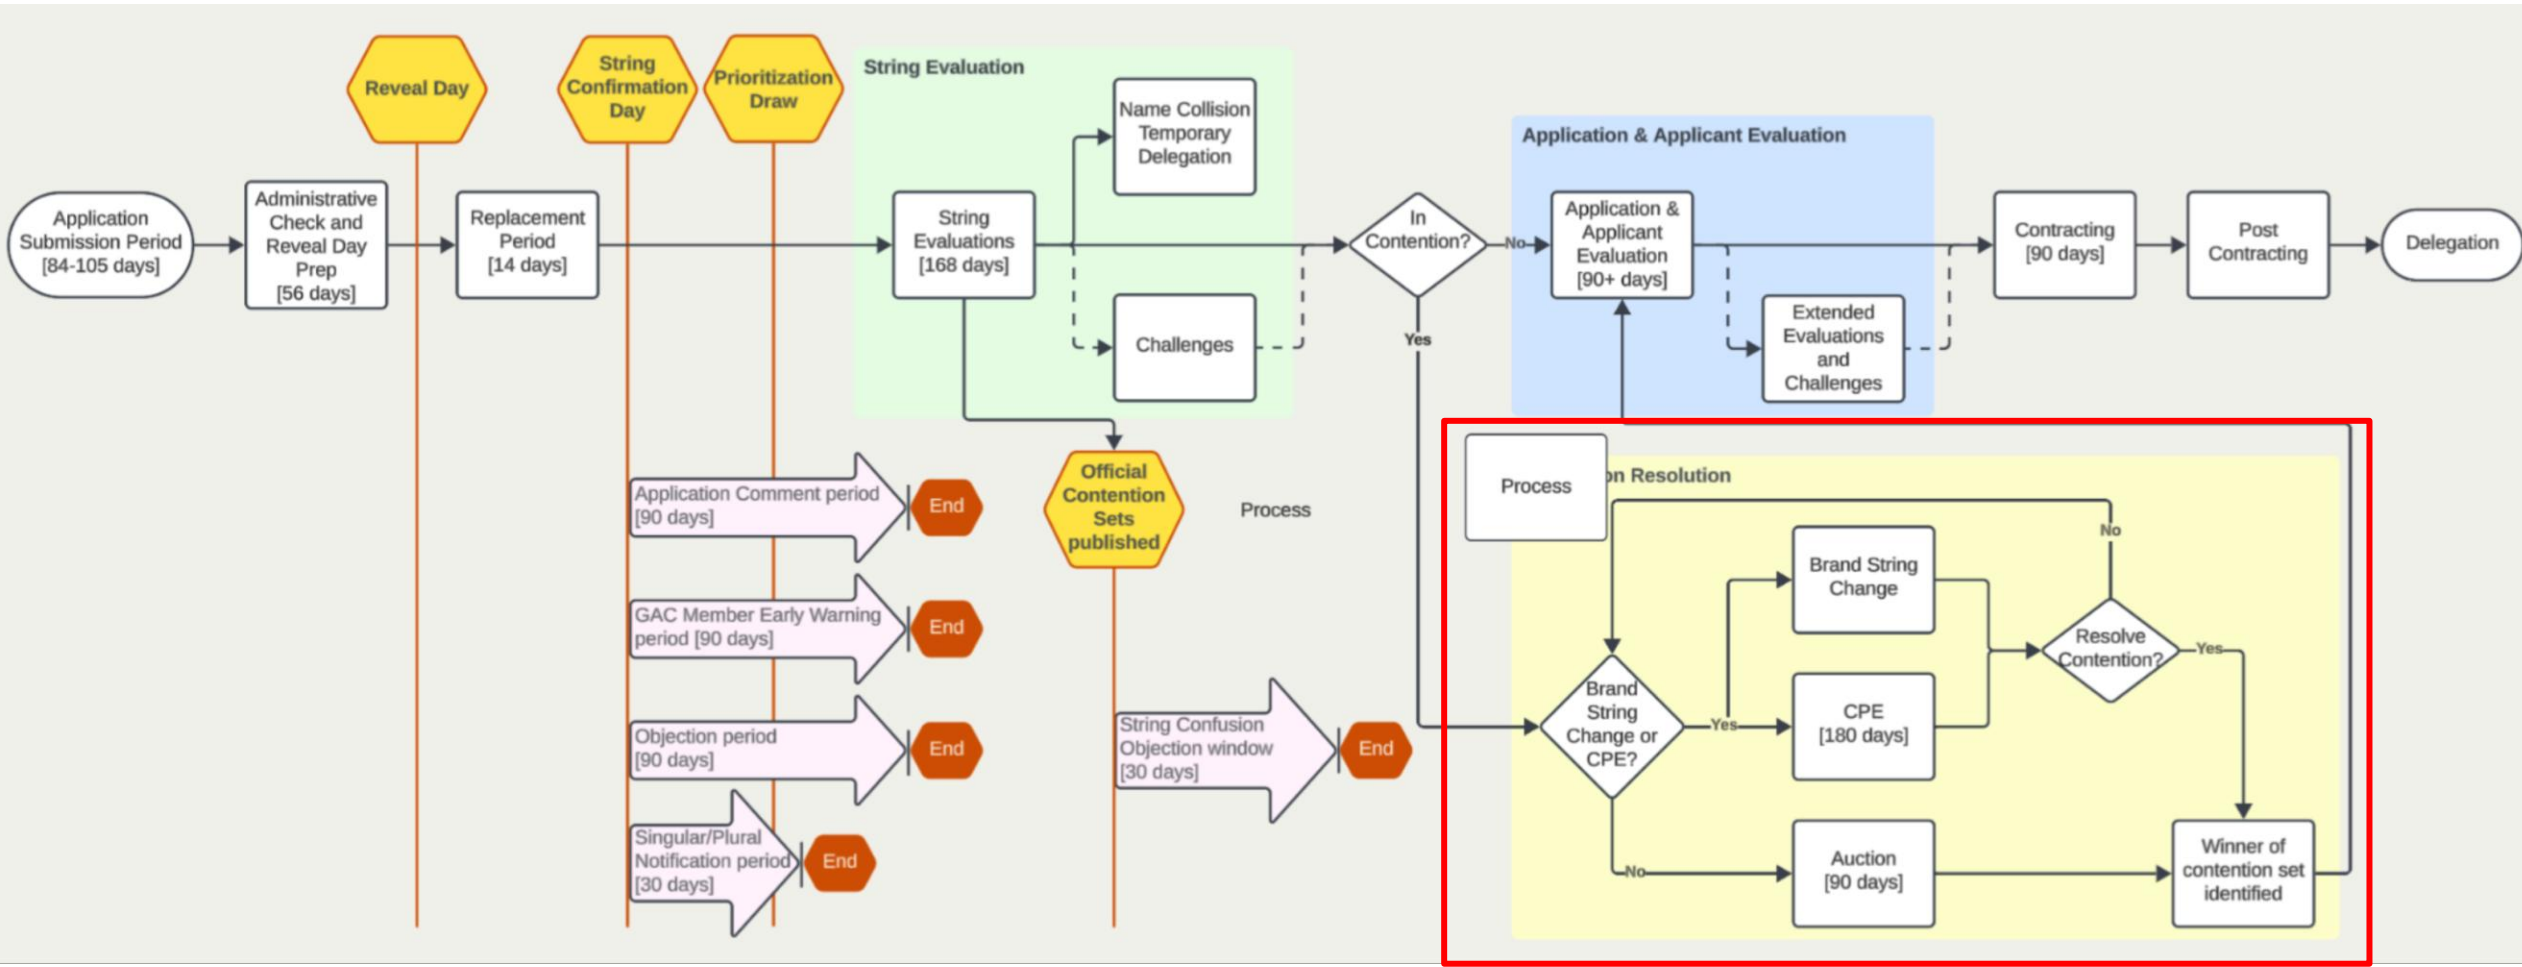 Reveal Day
String
Confirmation
Day
Prioritization
Draw
String Evaluation
Name Collision
Temporary
Delegation
Application & Applicant Evaluation
Application
Submission Period
[84-105 days]
Administrative
Check and
Reveal Day
Prep
[56 days]
Replacement
Period
[14 days]
String
Evaluations
[168 days]
In
Contention?
No
Application &
Applicant
Evaluation
[90+ days]
Contracting
[90 days]
Post
Contracting
Delegation
Challenges
Yes
Extended
Evaluations
and
Challenges
Application Comment period
[90 days]
End
Official
Contention
Sets
published
Process
Process
on Resolution
No
Brand String
Change
GAC Member Early Warning
period [90 days]
End
Resolve
Contention?
Yes
Objection period
[90 days]
End
String Confusion
Objection window
[30 days]
End
Brand
String
Change or
CPE?
Yes
CPE
[180 days]
Singular/Plural
Notification period
[30 days]
End
No
Auction
[90 days]
Winner of
contention set
identified